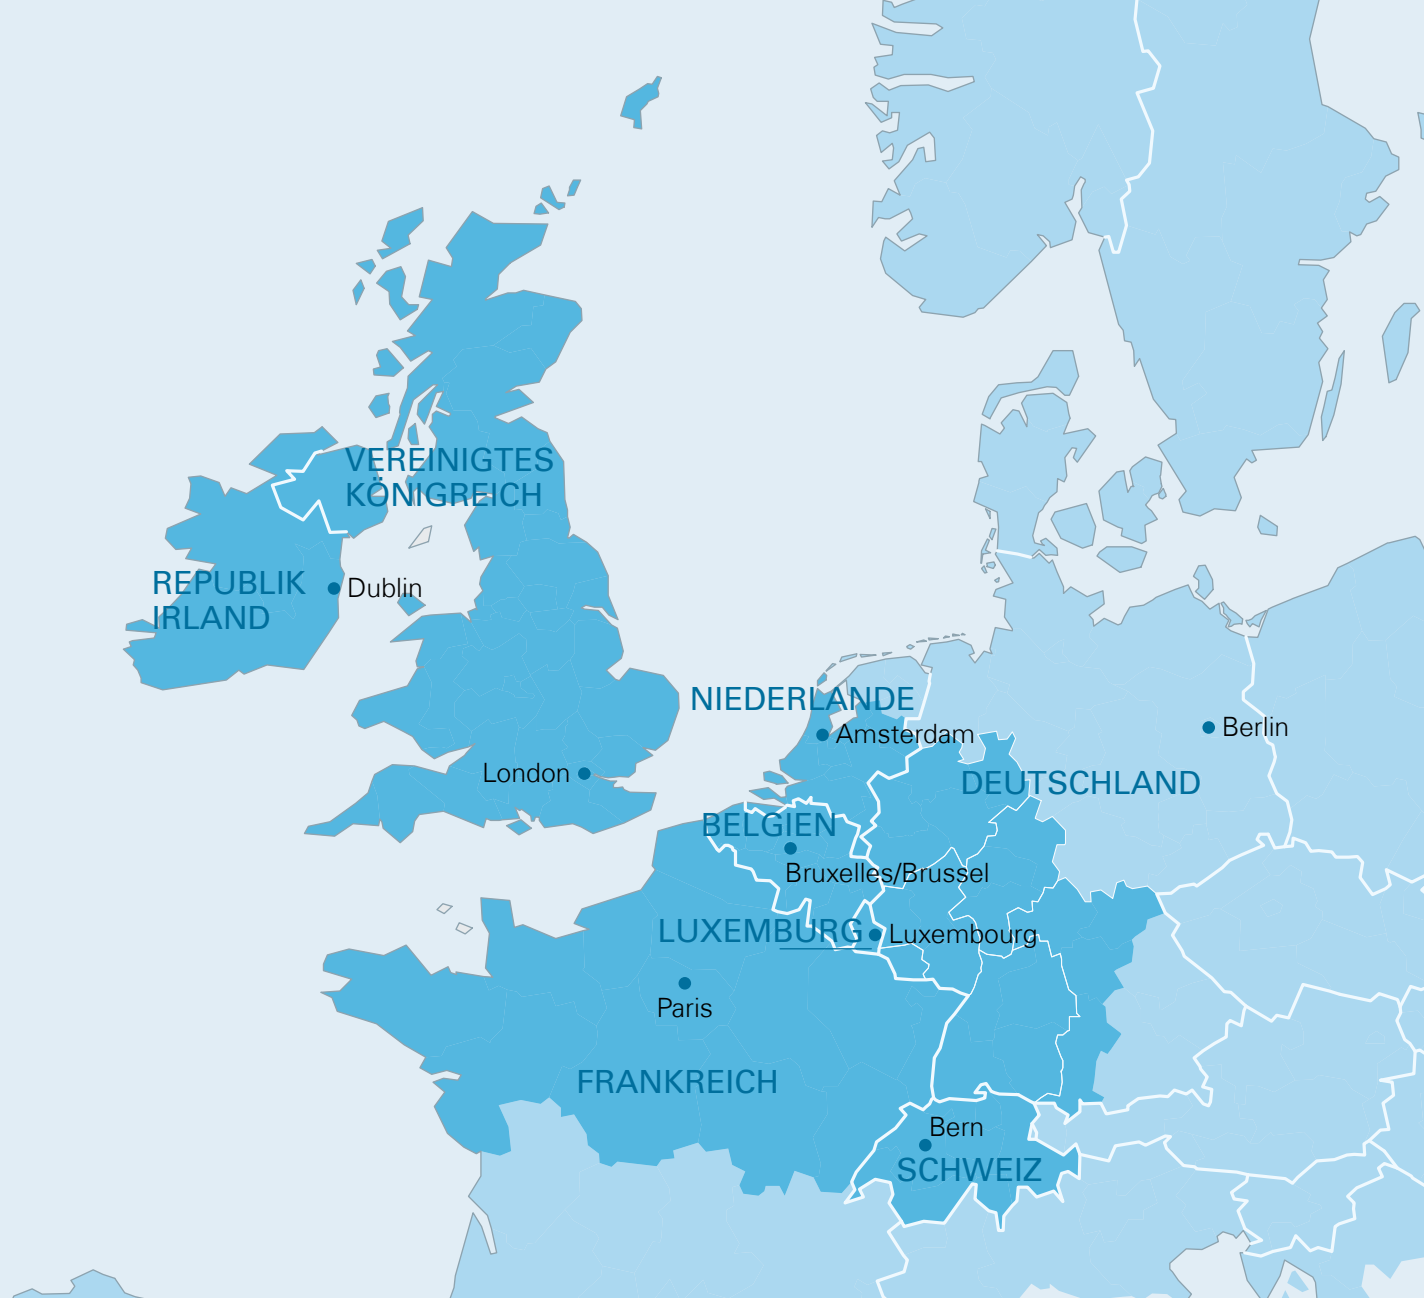 VEREINIGTES
KÖNIGREICH
REPUBLIK
IRLAND
Dublin
NIEDERLANDE
Amsterdam
Berlin
London
DEUTSCHLAND
BELGIEN
Bruxelles/Brussel
LUXEMBURG
Luxembourg
Paris
FRANKREICH
Bern
SCHWEIZ